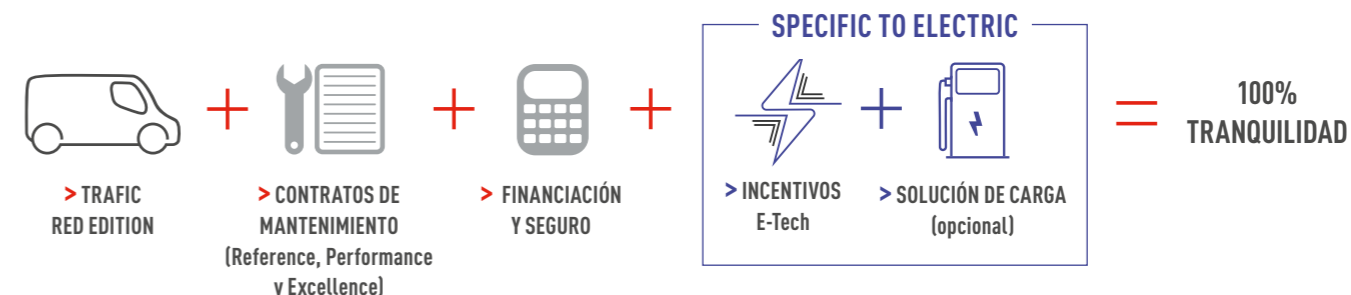 SPECIFIC TO ELECTRIC
100%
TRANQUILIDAD
> TRAFIC
RED EDITION
> CONTRATOS DE
MANTENIMIENTO
(Reference, Performance
y Excellence)
> FINANCIACIÓN
Y SEGURO
> INCENTIVOS
E-Tech
> SOLUCIÓN DE CARGA
(opcional)